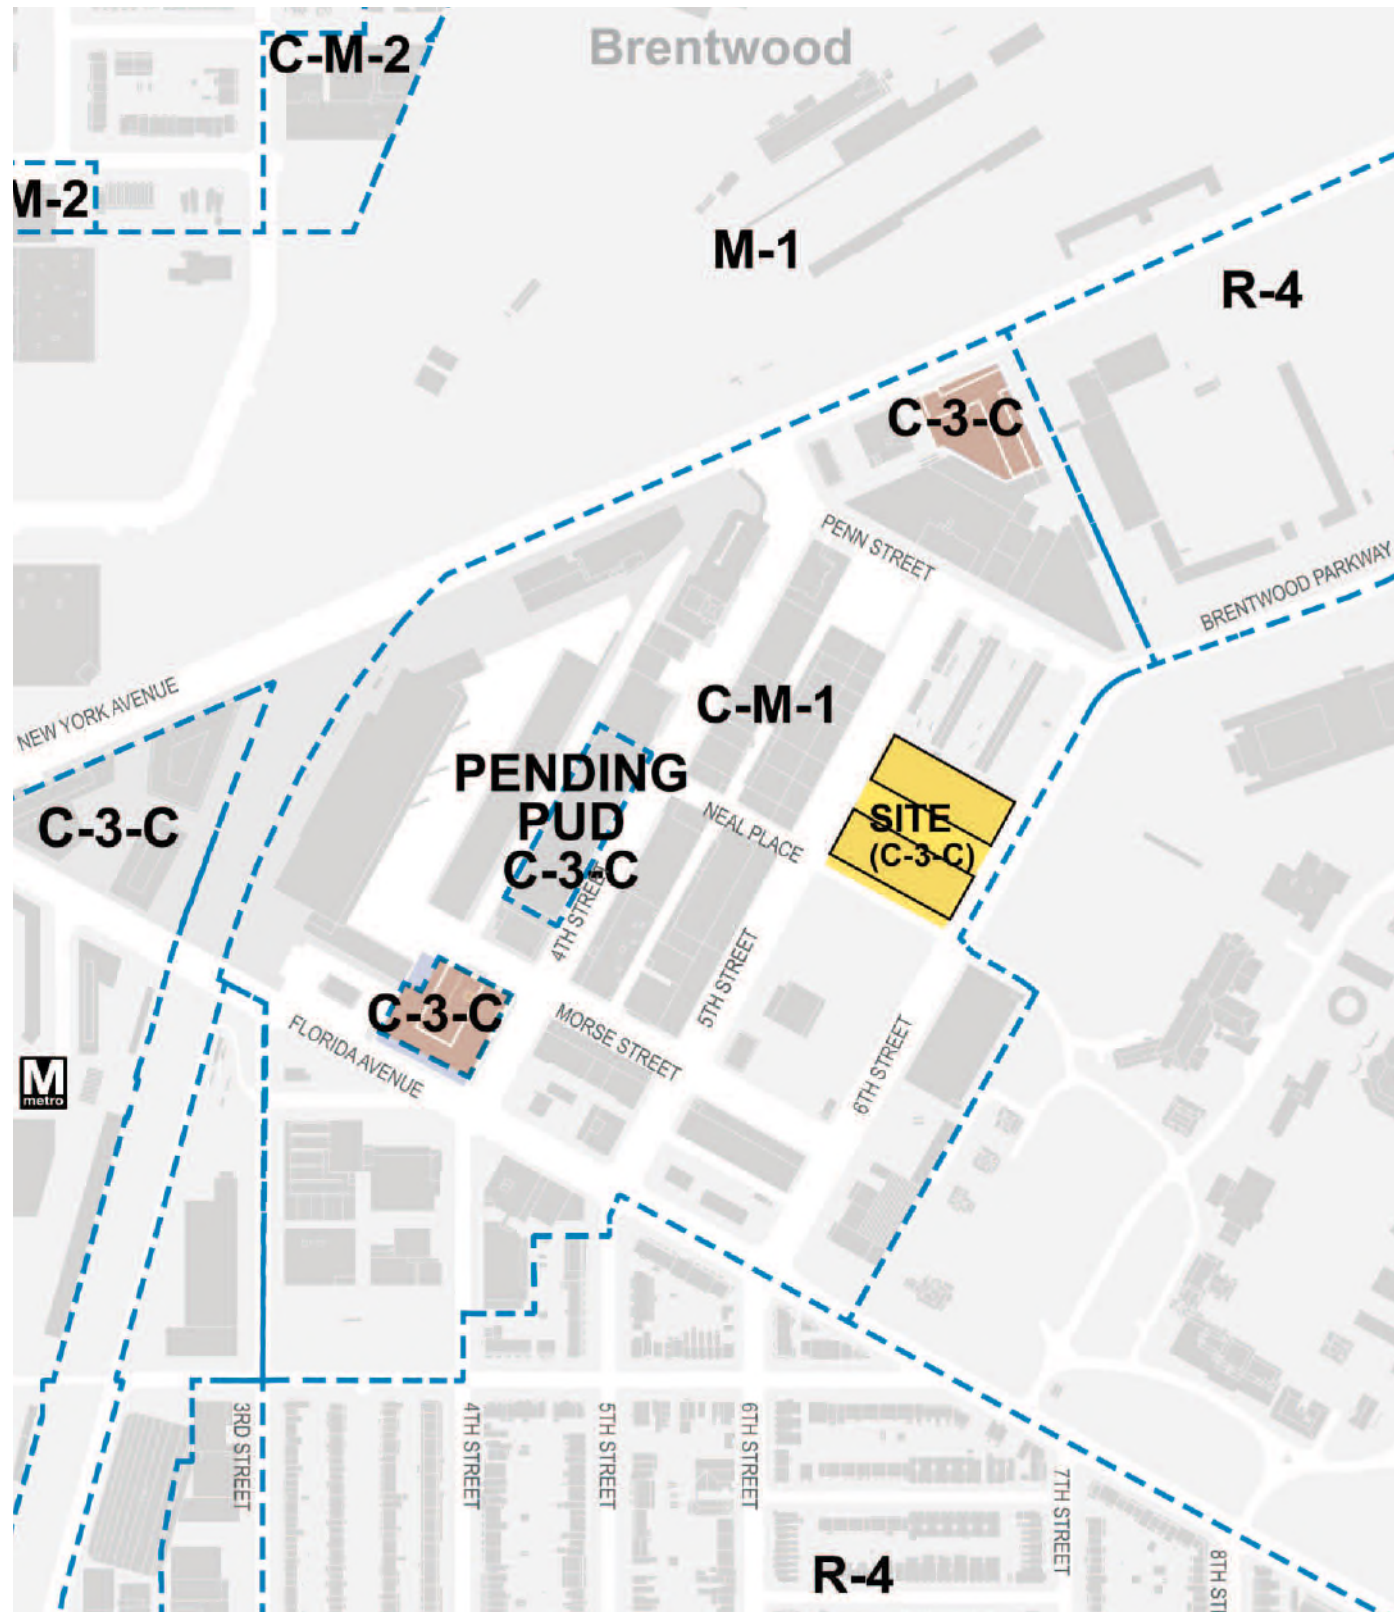 Brentwood
C-M-2
M-2
M-1
R-4
C-3-C
PENN STREET
BRENTWOOD PARKWAY
NEW YORK AVENUE
C-M-1
PENDING
PUD
C-3-C
C-3-C
NEAL PLACE
SITE
(C-3-C)
4TH STREET
5TH STREET
C-3-C
FLORIDA AVENUE
MORSE STREET
6TH STREET
M
metro
3RD STREET
4TH STREET
5TH STREET
6TH STREET
7TH STREET
8TH ST
R-4